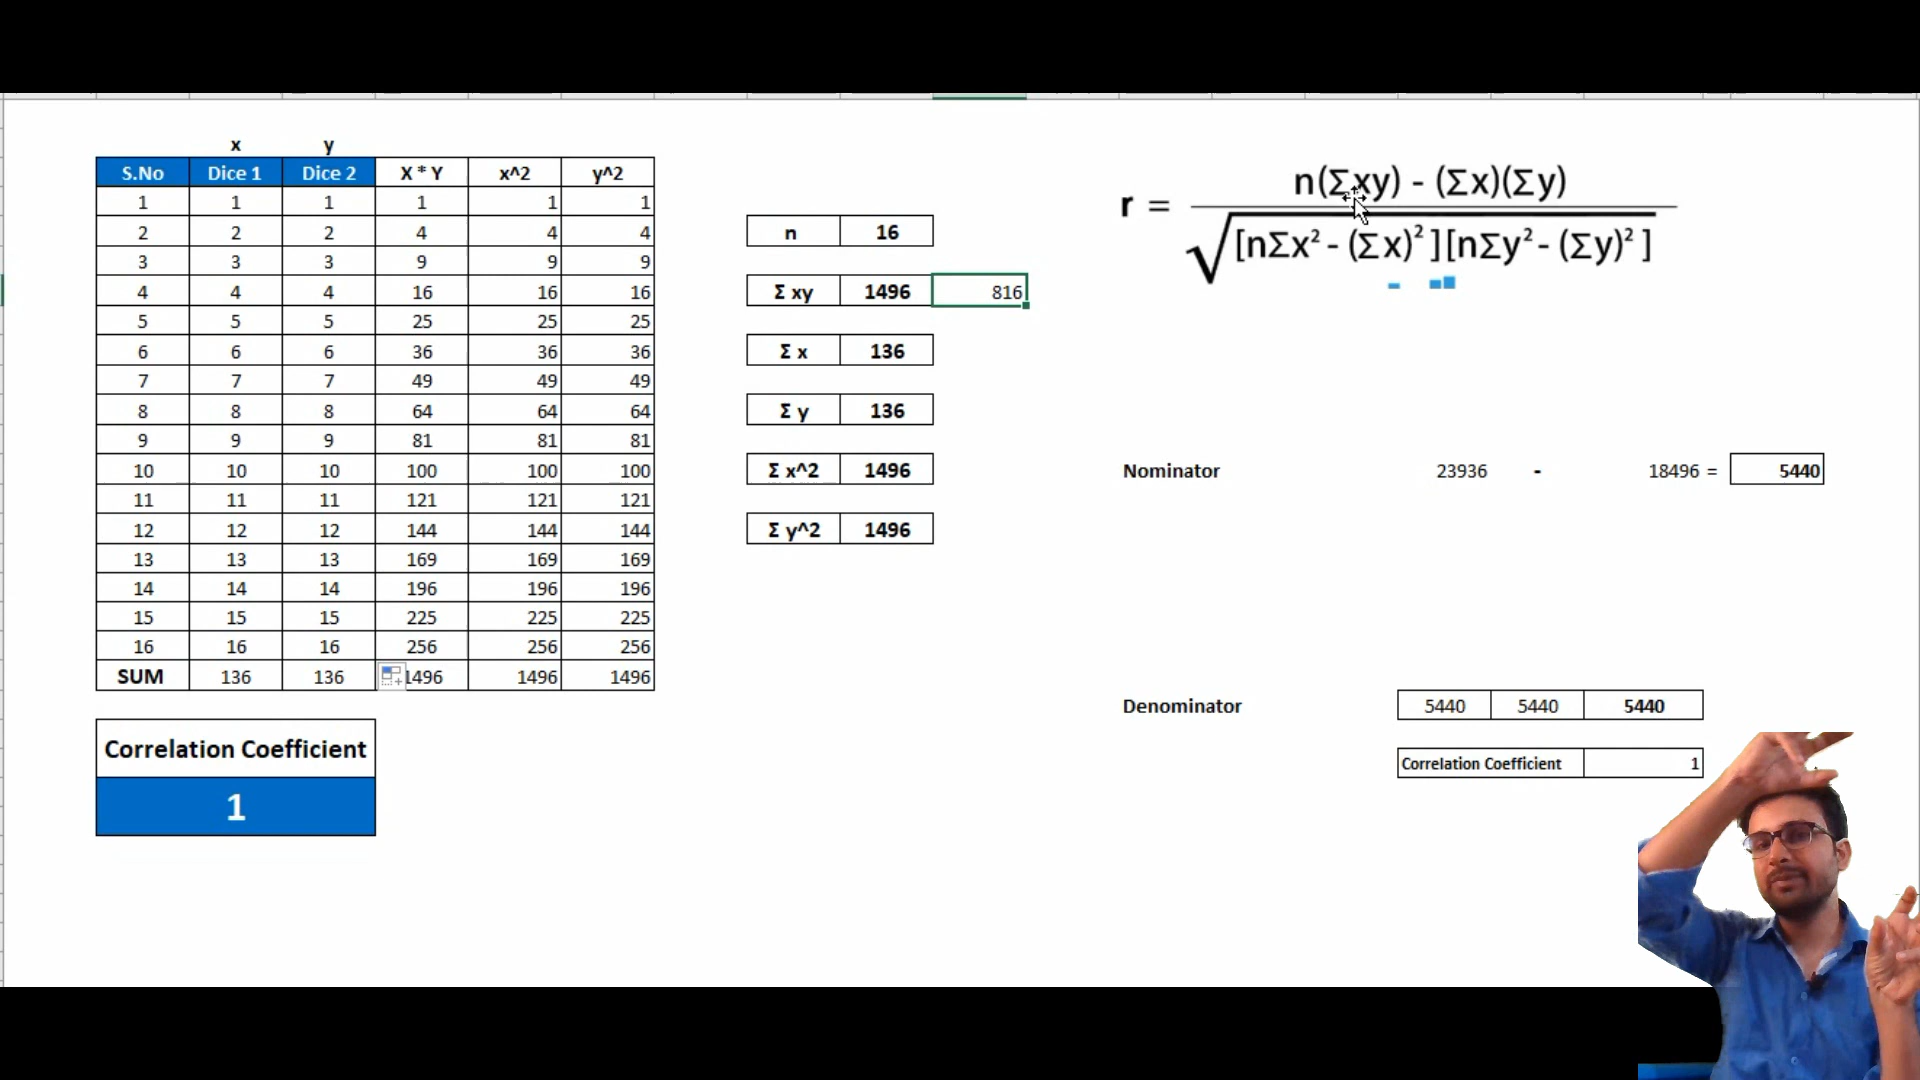 x y
S.No Dice 1 Dice 2 X * Y x^2 y^2
1 1 1 1 1 1
2 2 2 4 4 4
3 3 3 9 9 9
4 4 4 16 16 16
5 5 5 25 25 25
6 6 6 36 36 36
7 7 7 49 49 49
8 8 8 64 64 64
9 9 9 81 81 81
10 10 10 100 100 100
11 11 11 121 121 121
12 12 12 144 144 144
13 13 13 169 169 169
14 14 14 196 196 196
15 15 15 225 225 225
16 16 16 256 256 256
SUM 136 136 1496 1496 1496
Correlation Coefficient
1
n 16
Σ xy 1496 816
Σ x 136
Σ y 136
Σ x^2 1496
Σ y^2 1496
n(Σxy) - (Σx)(Σy)
r =
√[nΣx² - (Σx)²][nΣy² - (Σy)²]
Nominator 23936 - 18496 = 5440
Denominator 5440 5440 5440
Correlation Coefficient 1